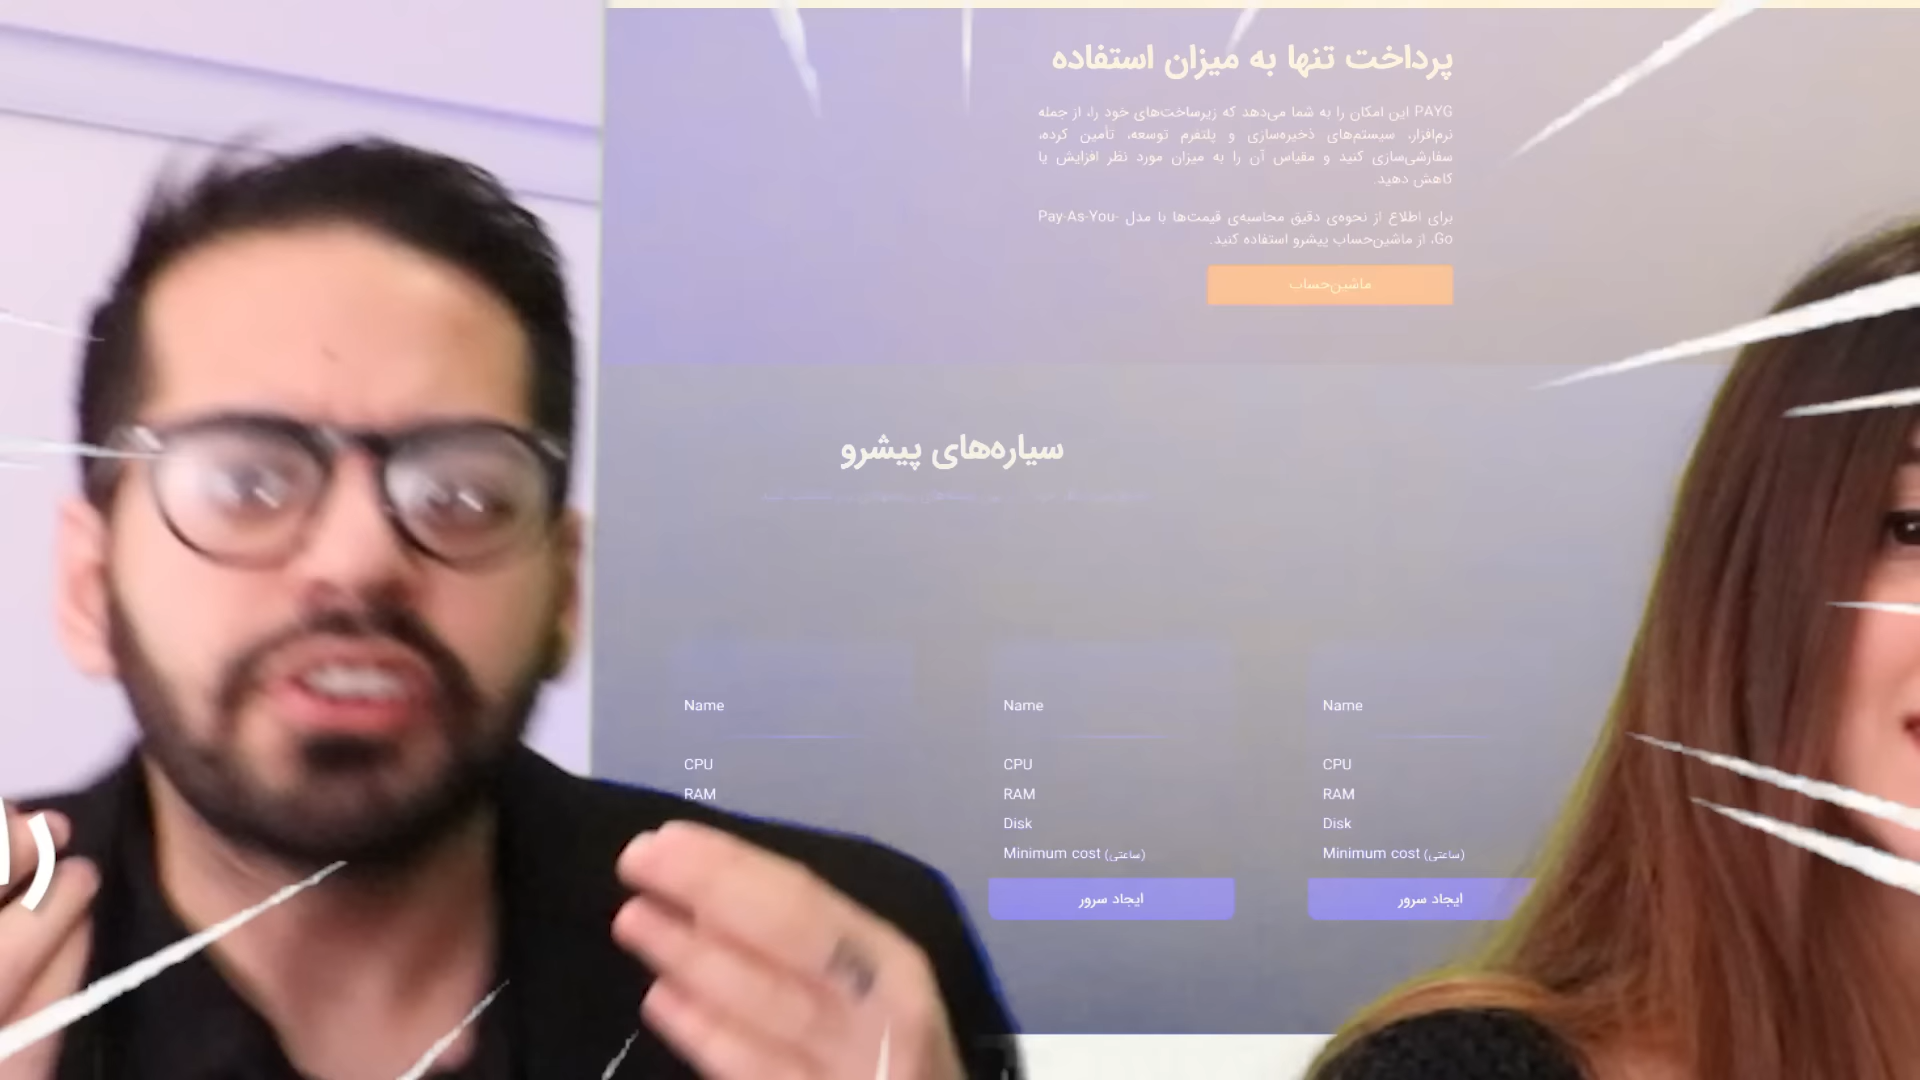 پرداخت تنها به میزان استفاده
PAYG این امکان را به شما می‌دهد که زیرساخت‌های خود را، از جمله
نرم‌افزار، سیستم‌های ذخیره‌سازی و پلتفرم توسعه، تأمین کرده،
سفارشی‌سازی کنید و مقیاس آن را به میزان مورد نظر افزایش یا
کاهش دهید.
برای اطلاع از نحوه‌ی دقیق محاسبه‌ی قیمت‌ها با مدل Pay-As-You-
Go، از ماشین‌حساب پیشرو استفاده کنید.
ماشین‌حساب
سیاره‌های پیشرو
Name
CPU
RAM
Name
CPU
RAM
Disk
Minimum cost (ساعتی)
ایجاد سرور
Name
CPU
RAM
Disk
Minimum cost (ساعتی)
ایجاد سرور